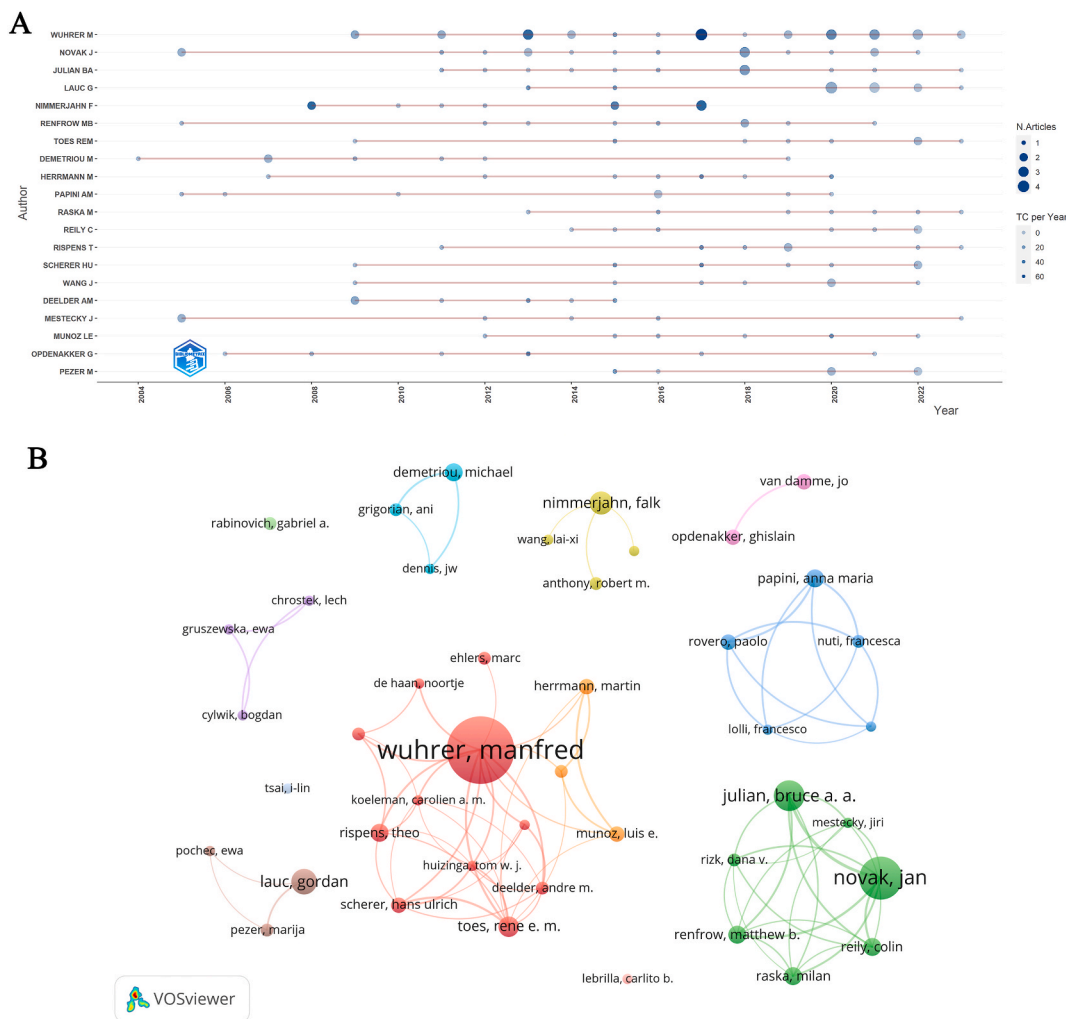 A
WUHRER M
NOVAK J
JULIAN BA
LAUC G
NIMMERJAHN F
RENFROW MB
TOES REM
DEMETRIOU M
HERRMANN M
PAPINI AM
RASKA M
REILY C
RISPENS T
SCHERER HU
WANG J
DEELDER AM
MESTECKY J
MUNOZ LE
OPDENAKKER G
PEZER M
Author
BIBLIOMETRIX
2004
2006
2008
2010
2012
2014
2016
2018
2020
2022
Year
N.Articles
1
2
3
4
TC per Year
0
20
40
60
B
demetriou, michael
grigorian, ani
dennis, jw
rabinovich, gabriel a.
nimmerjahn, falk
wang, lai-xi
anthony, robert m.
van damme, jo
opdenakker, ghislain
chrostek, lech
gruszewska, ewa
cylwik, bogdan
papini, anna maria
rovero, paolo
nuti, francesca
lolli, francesco
ehlers, marc
de haan, noortje
herrmann, martin
wuhrer, manfred
koeleman, carolien a. m.
rispens, theo
munoz, luis e.
huizinga, tom w. j.
deelder, andre m.
scherer, hans ulrich
toes, rene e. m.
tsai, i-lin
pochec, ewa
lauc, gordan
pezer, marija
julian, bruce a. a.
mestecky, jiri
rizk, dana v.
novak, jan
renfrow, matthew b.
reily, colin
raska, milan
lebrilla, carlito b.
VOSviewer